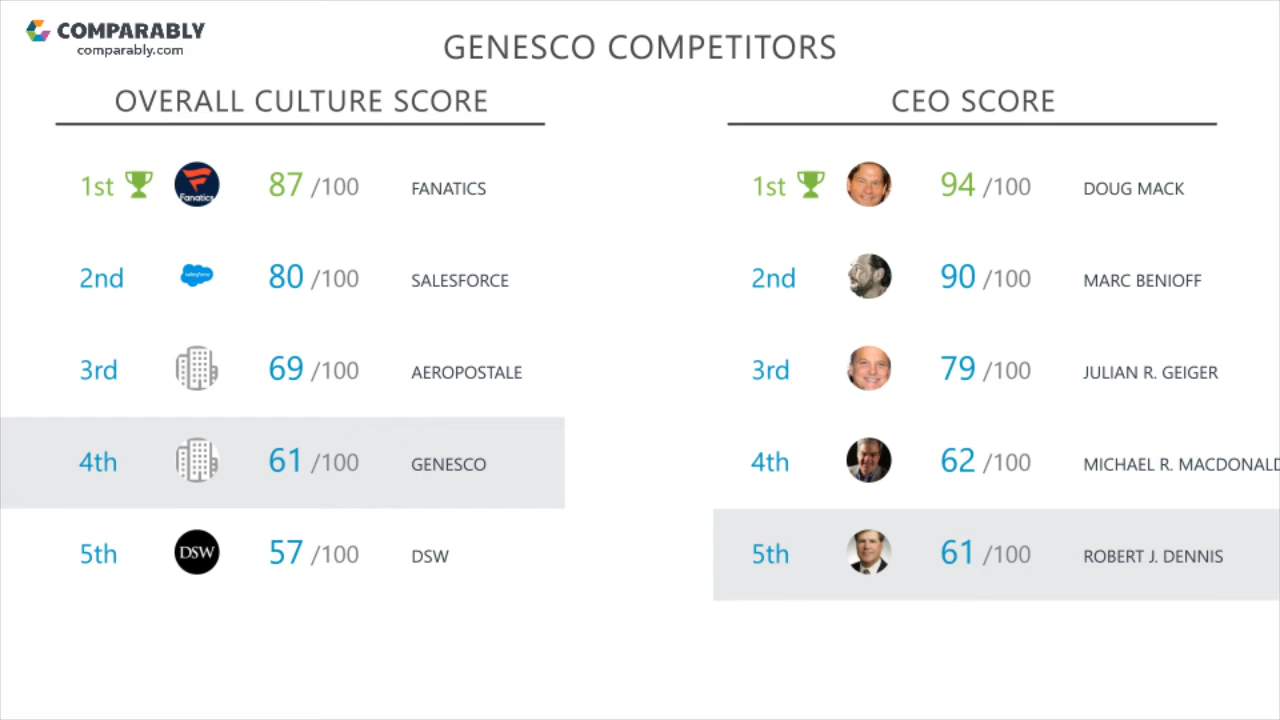 COMPARABLY
comparably.com
GENESCO COMPETITORS
OVERALL CULTURE SCORE
1st Fanatics 87 /100 FANATICS
2nd salesforce 80 /100 SALESFORCE
3rd 69 /100 AEROPOSTALE
4th 61 /100 GENESCO
5th DSW 57 /100 DSW
CEO SCORE
1st 94 /100 DOUG MACK
2nd 90 /100 MARC BENIOFF
3rd 79 /100 JULIAN R. GEIGER
4th 62 /100 MICHAEL R. MACDONALD
5th 61 /100 ROBERT J. DENNIS